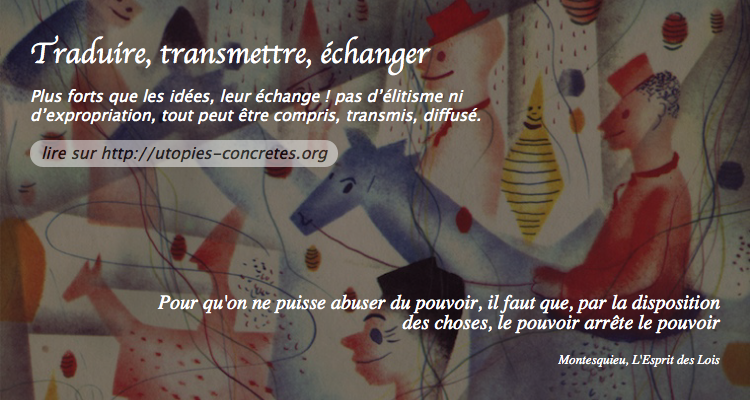 Traduire, transmettre, échanger
Plus forts que les idées, leur échange ! pas d’élitisme ni
d’expropriation, tout peut être compris, transmis, diffusé.
lire sur http://utopies-concretes.org
Pour qu'on ne puisse abuser du pouvoir, il faut que, par la disposition
des choses, le pouvoir arrête le pouvoir
Montesquieu, L'Esprit des Lois